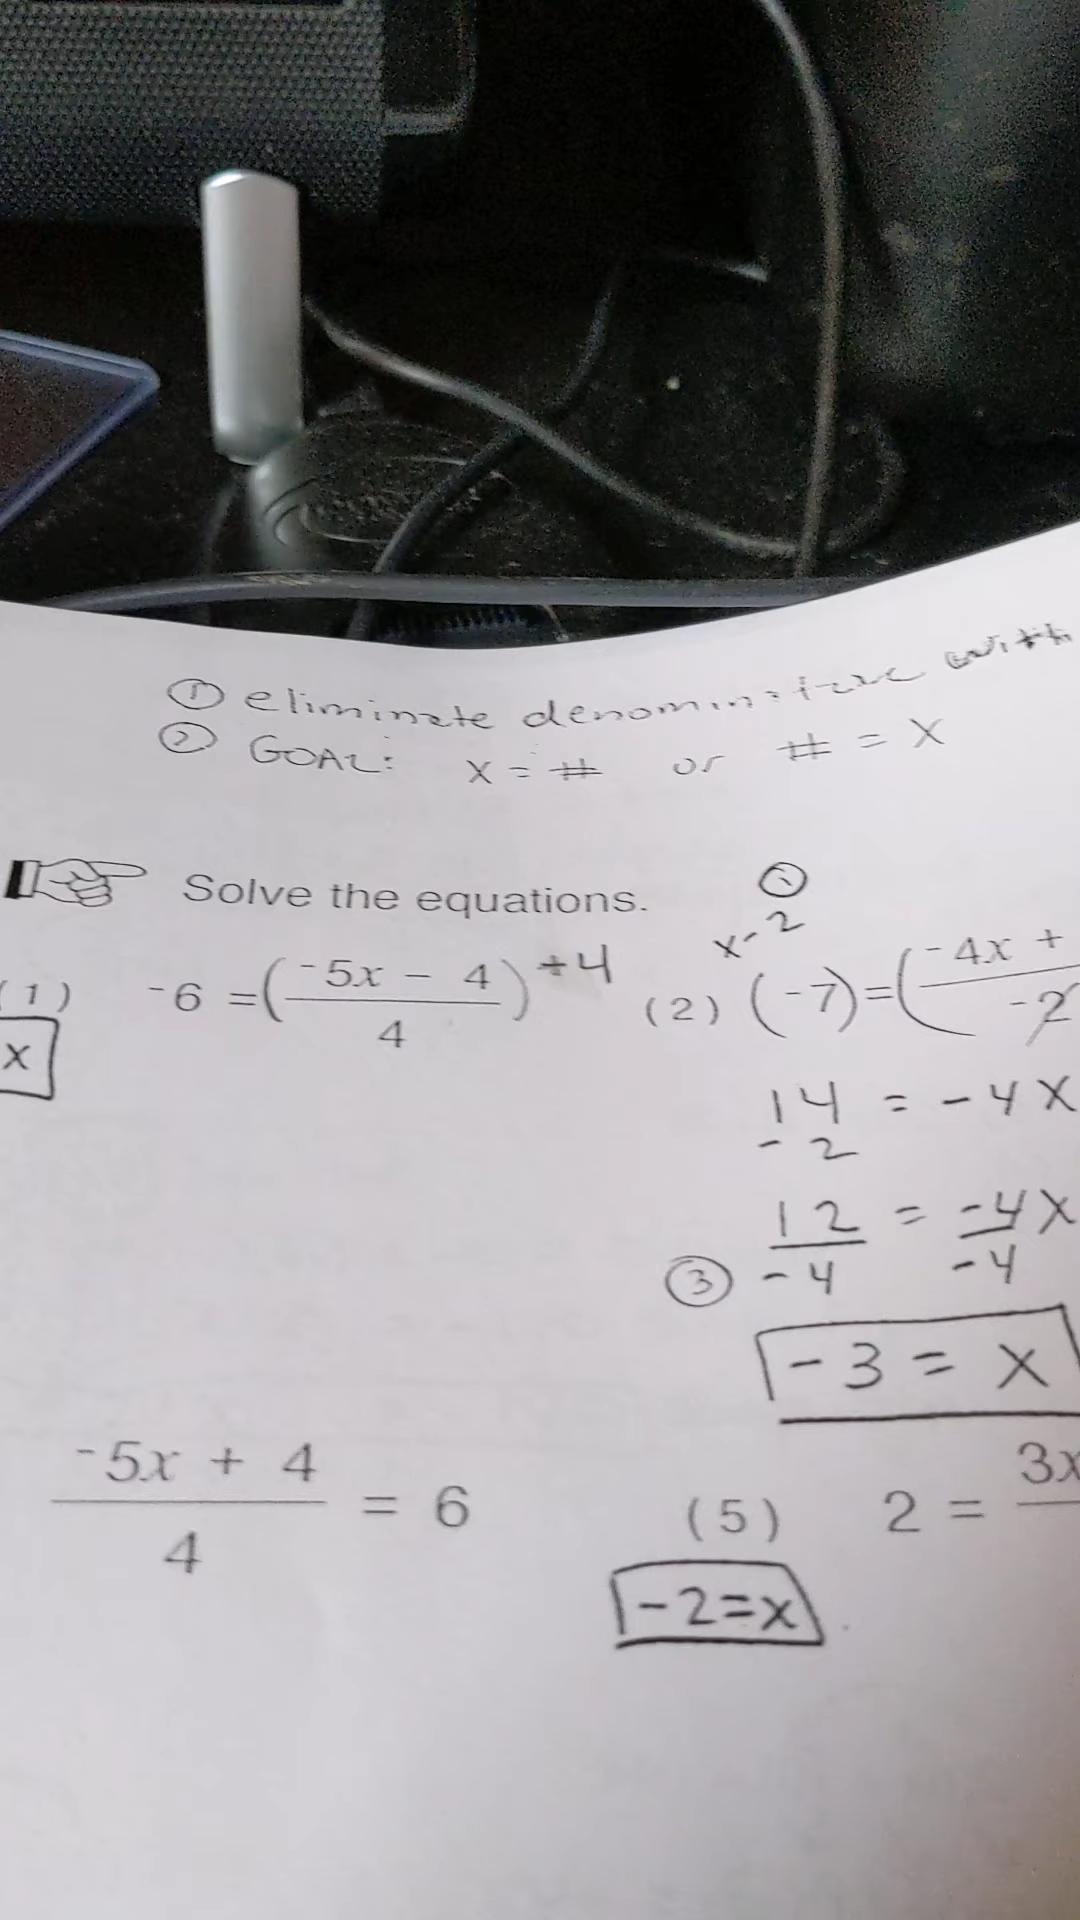 ① eliminate denominator with
② GOAL: x = # or # = x
Solve the equations.
(1) -6 = (-5x - 4 / 4) +4
x
① x-2
(2) (-7) = (-4x + / -2
14 = -4x
-2
12 = -4x
③ -4 -4
-3 = x
-5x + 4 / 4 = 6
(5) 2 = 3x
-2=x